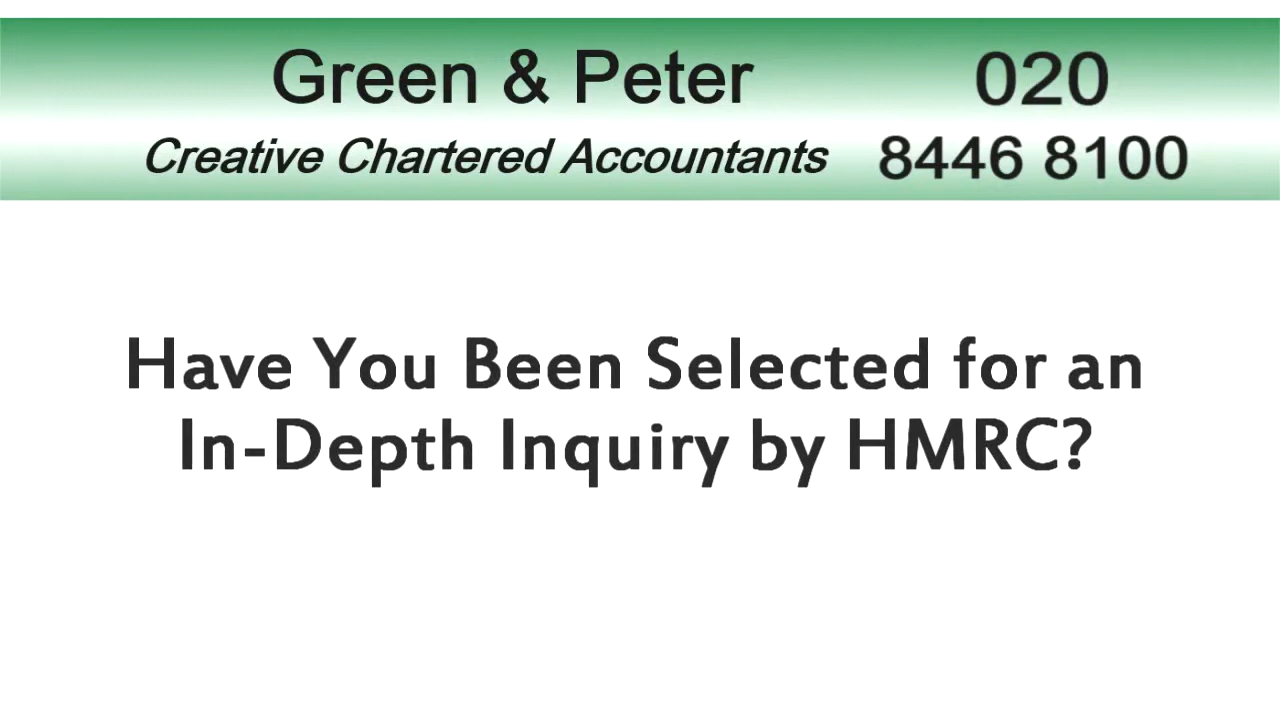 Green & Peter
Creative Chartered Accountants
020
8446 8100
Have You Been Selected for an
In-Depth Inquiry by HMRC?